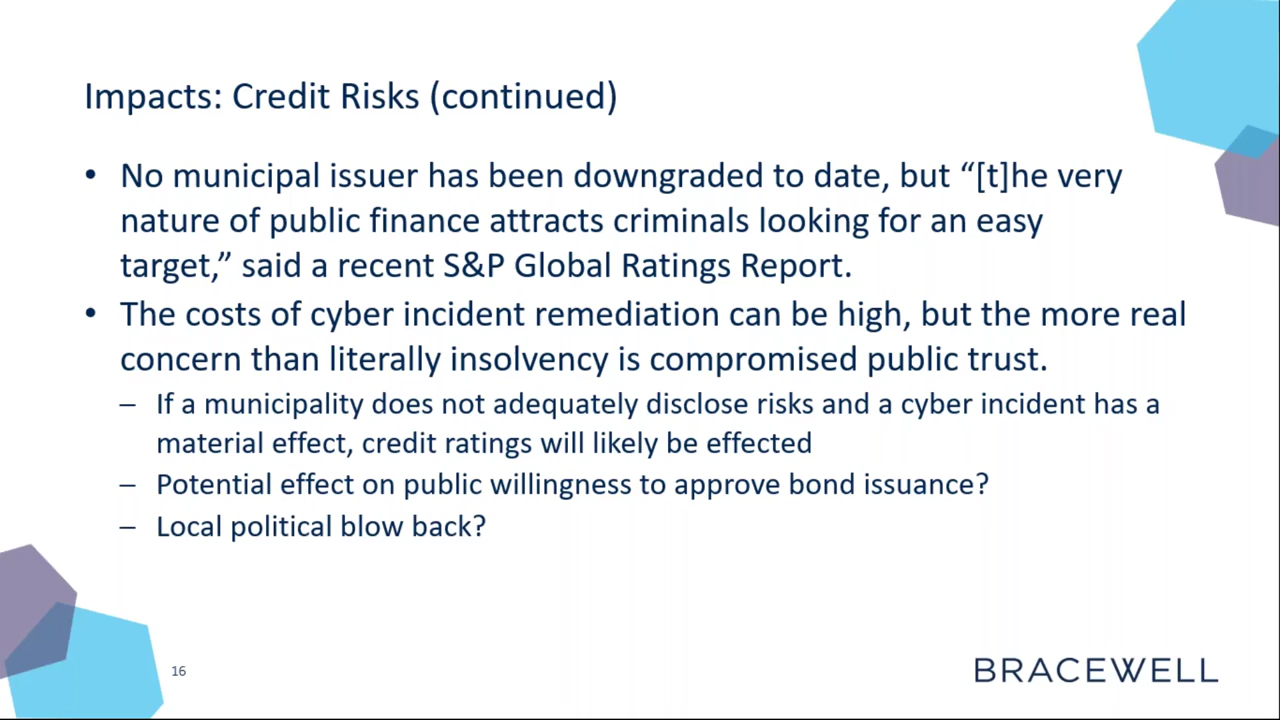 Impacts: Credit Risks (continued)
• No municipal issuer has been downgraded to date, but “[t]he very
nature of public finance attracts criminals looking for an easy
target,” said a recent S&P Global Ratings Report.
• The costs of cyber incident remediation can be high, but the more real
concern than literally insolvency is compromised public trust.
– If a municipality does not adequately disclose risks and a cyber incident has a
material effect, credit ratings will likely be effected
– Potential effect on public willingness to approve bond issuance?
– Local political blow back?
16
BRACEWELL